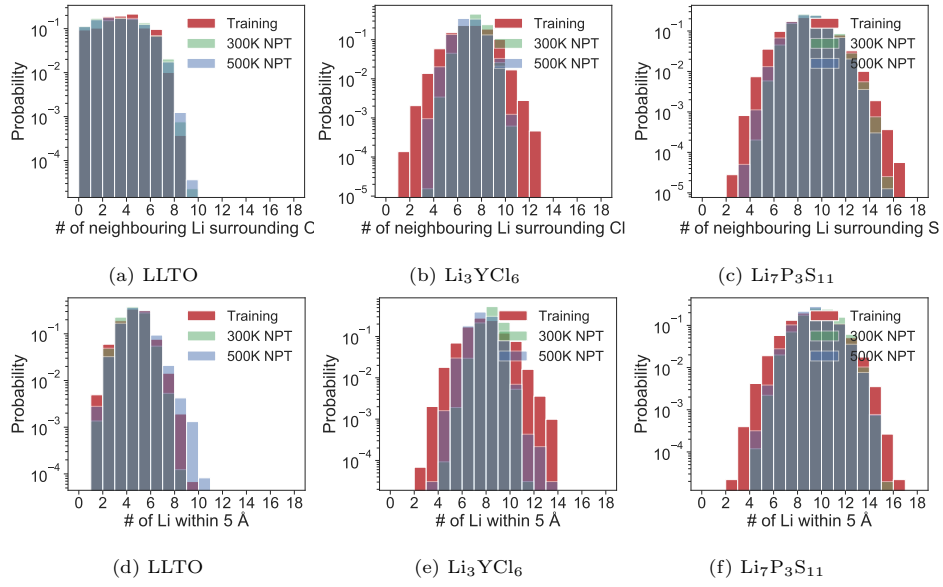 Training
300K NPT
500K NPT
Probability
10⁻¹
10⁻²
10⁻³
10⁻⁴
0 2 4 6 8 10 12 14 16 18
# of neighbouring Li surrounding C
(a) LLTO
Training
300K NPT
500K NPT
Probability
10⁻¹
10⁻²
10⁻³
10⁻⁴
10⁻⁵
0 2 4 6 8 10 12 14 16 18
# of neighbouring Li surrounding Cl
(b) Li₃YCl₆
Training
300K NPT
500K NPT
Probability
10⁻¹
10⁻²
10⁻³
10⁻⁴
10⁻⁵
0 2 4 6 8 10 12 14 16 18
# of neighbouring Li surrounding S
(c) Li₇P₃S₁₁
Training
300K NPT
500K NPT
Probability
10⁻¹
10⁻²
10⁻³
10⁻⁴
0 2 4 6 8 10 12 14 16 18
# of Li within 5 Å
(d) LLTO
Training
300K NPT
500K NPT
Probability
10⁻¹
10⁻²
10⁻³
10⁻⁴
0 2 4 6 8 10 12 14 16 18
# of Li within 5 Å
(e) Li₃YCl₆
Training
300K NPT
500K NPT
Probability
10⁻¹
10⁻²
10⁻³
10⁻⁴
0 2 4 6 8 10 12 14 16 18
# of Li within 5 Å
(f) Li₇P₃S₁₁